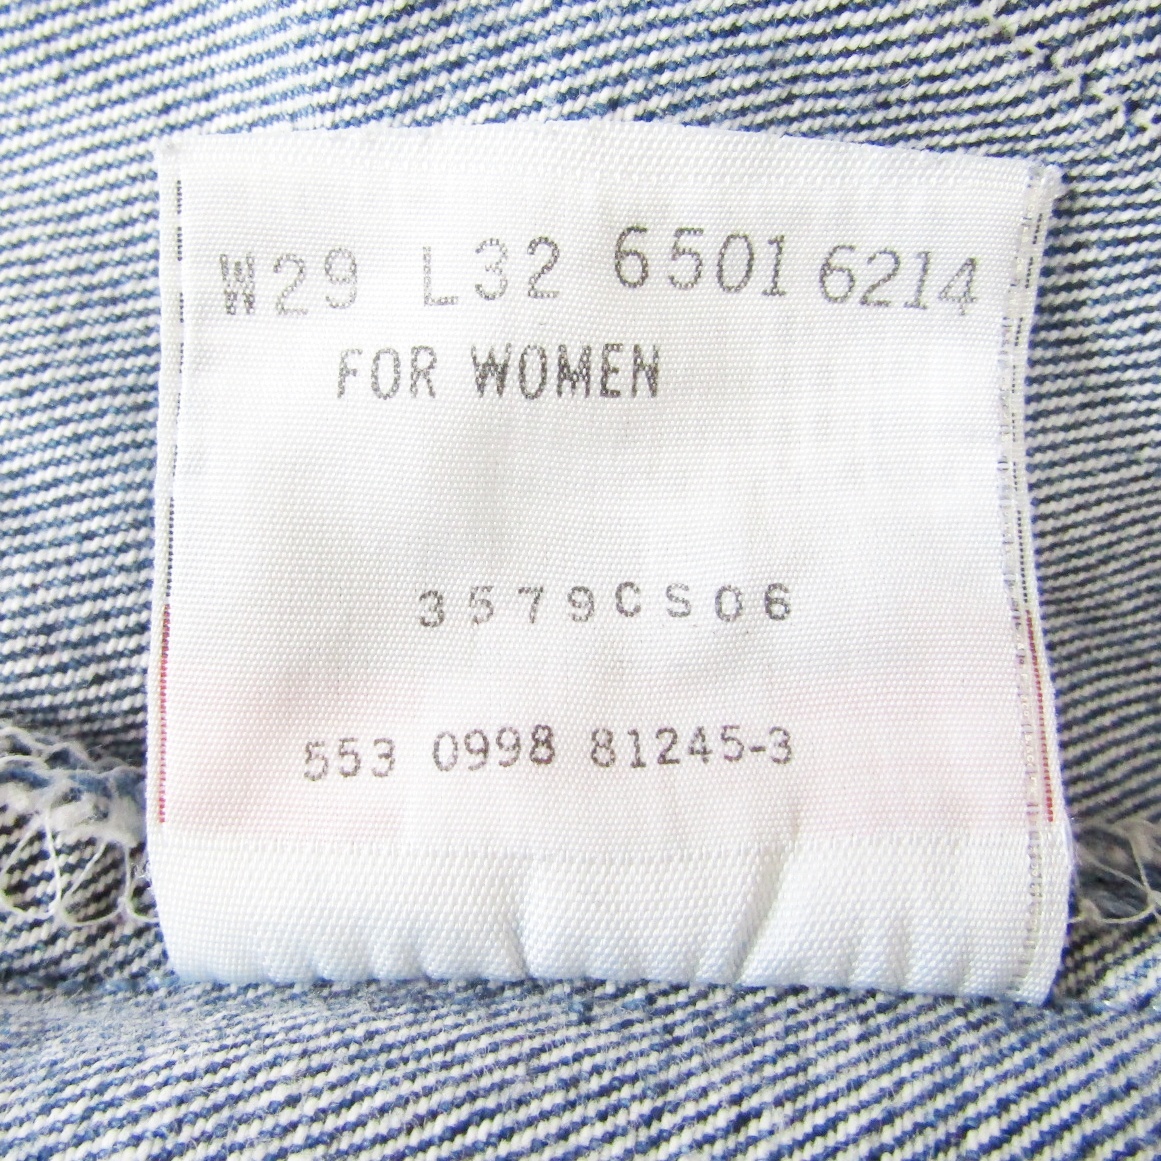 W29 L32 6501 6214
FOR WOMEN
3579CS06
553 0998 81245-3